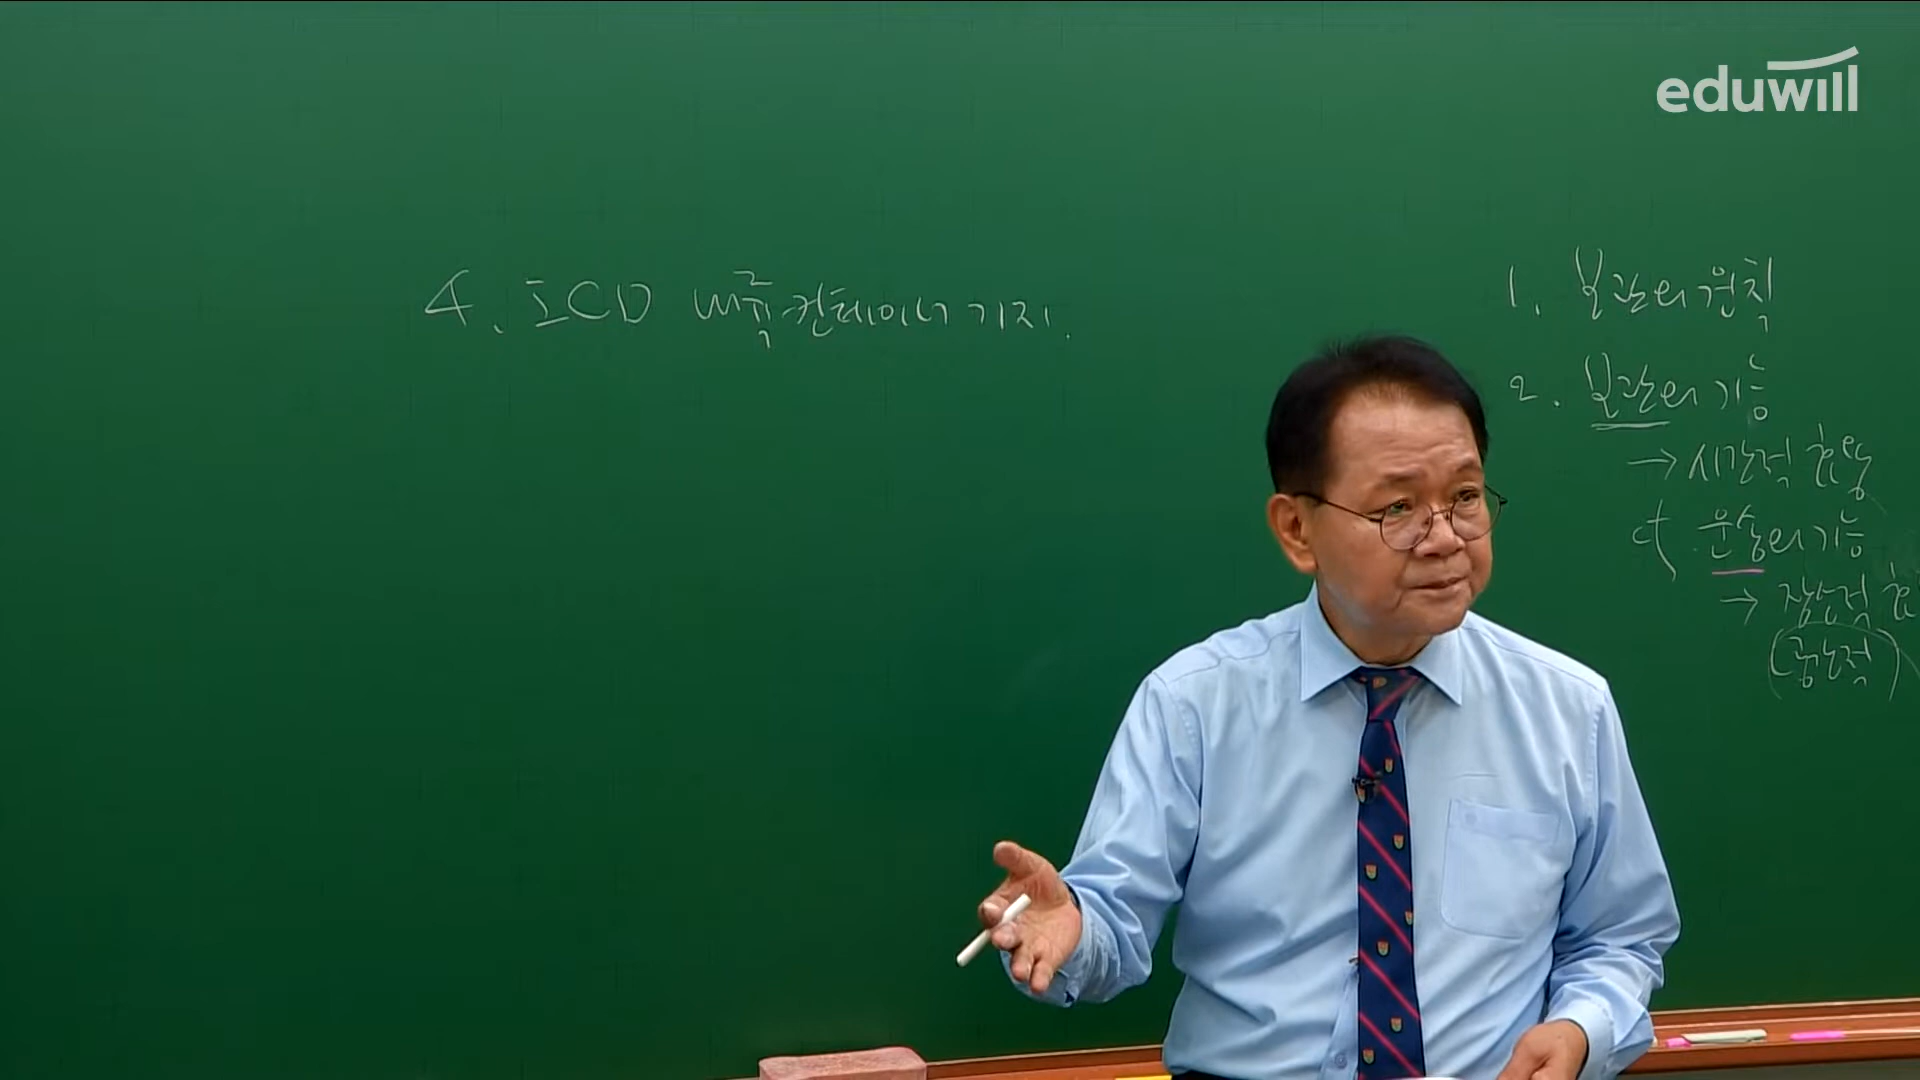 eduwill
4. ICD 내륙컨테이너기지.
1. 보관의 원칙
2. 보관의 기능
→ 시간적 효용
cf. 운송의 기능
→ 장소적 효
(공간적)